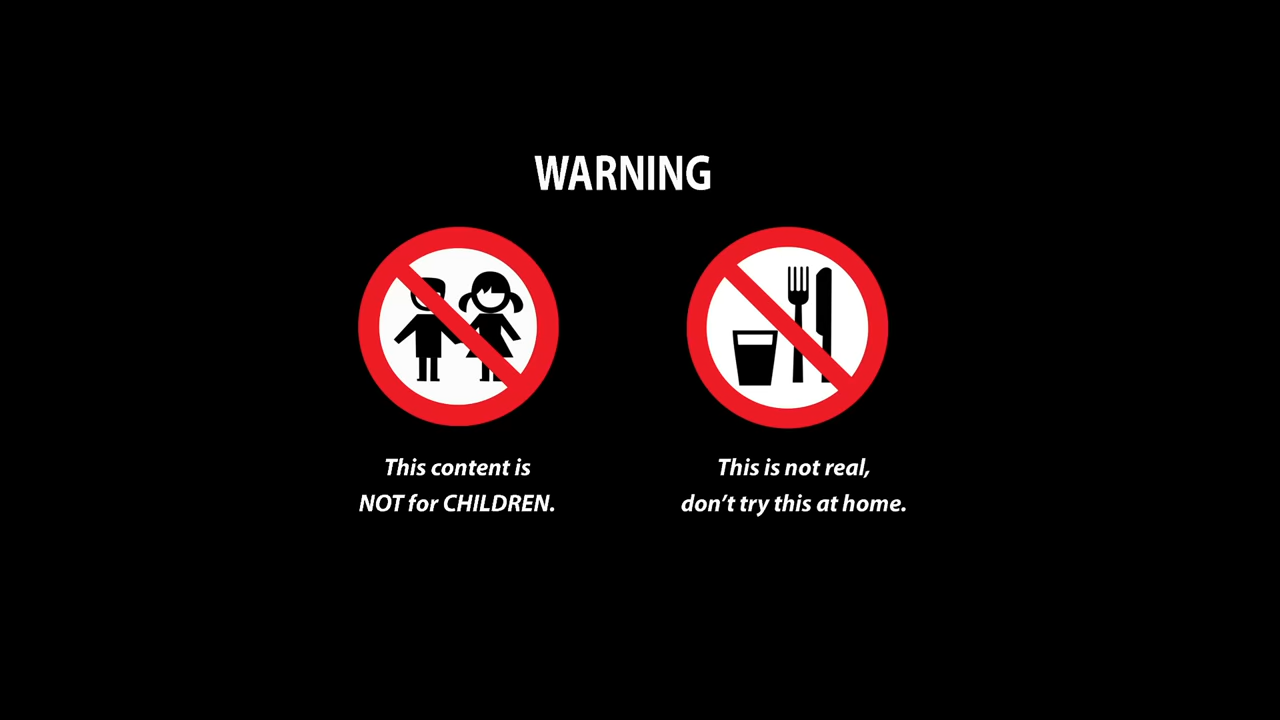 WARNING
This content is
NOT for CHILDREN.
This is not real,
don't try this at home.